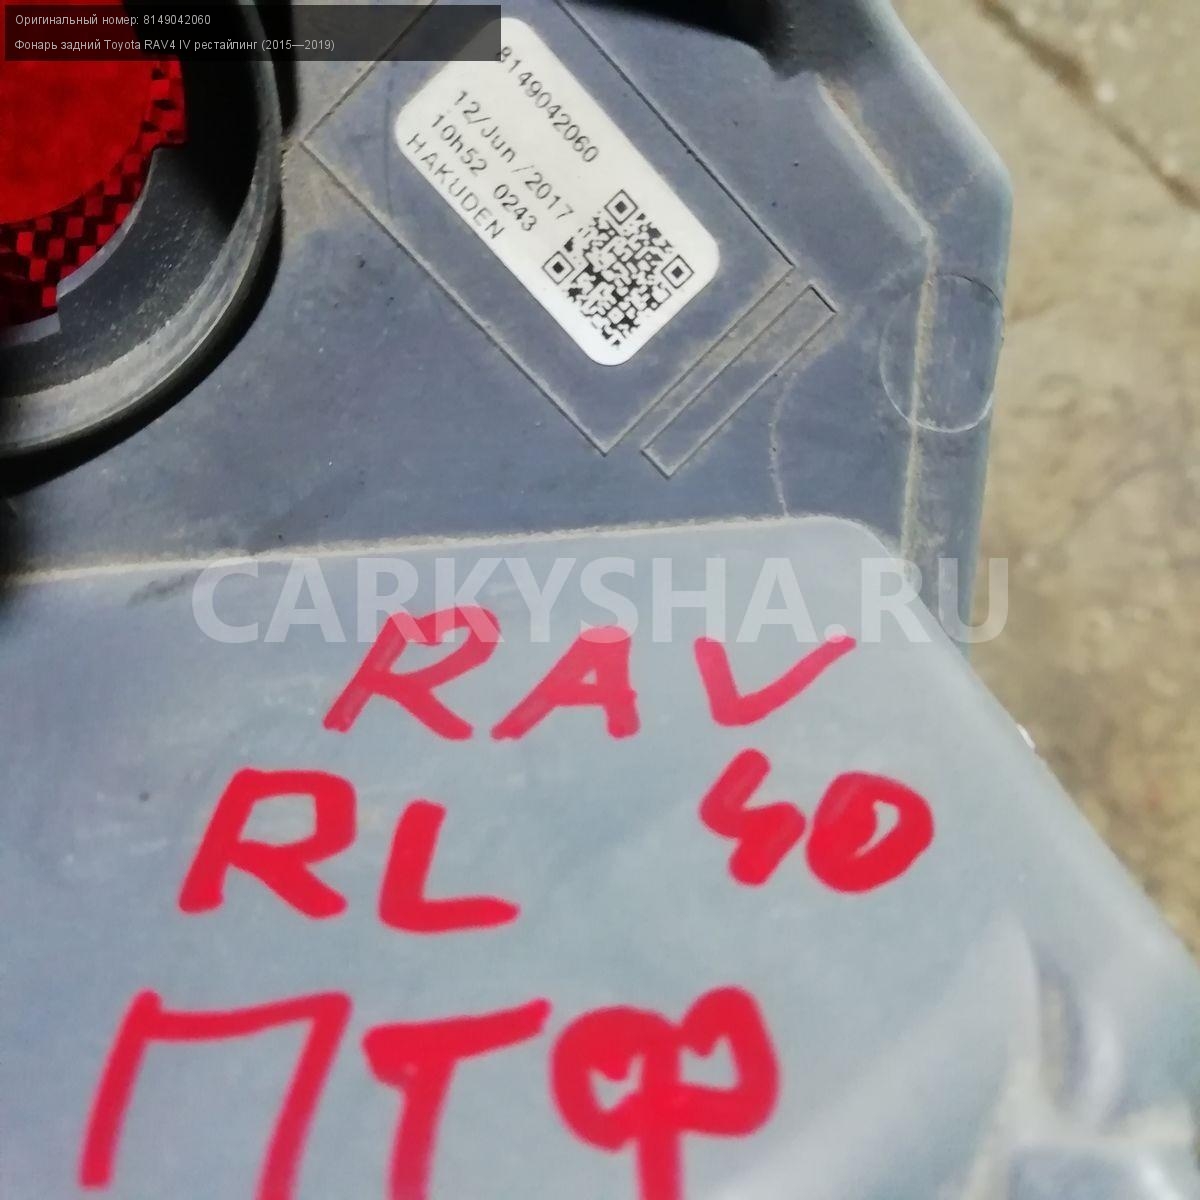 Оригинальный номер: 8149042060
Фонарь задний Toyota RAV4 IV рестайлинг (2015—2019)
8149042060
12/Jun/2017
10h52 0243
HAKUDEN
CARKYSHA.RU
RAV
40
RL
ПТФ